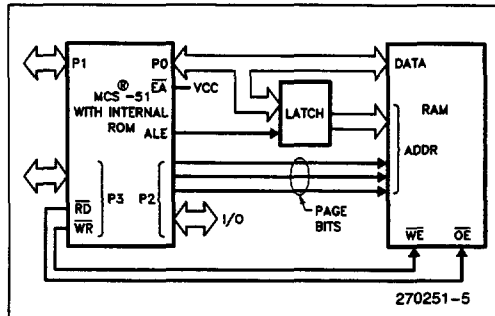 P1
P0
DATA
®
MCS-51
WITH INTERNAL
ROM
EA
VCC
LATCH
RAM
ALE
ADDR
P3
P2
RD
WR
I/O
PAGE
BITS
WE
OE
270251-5